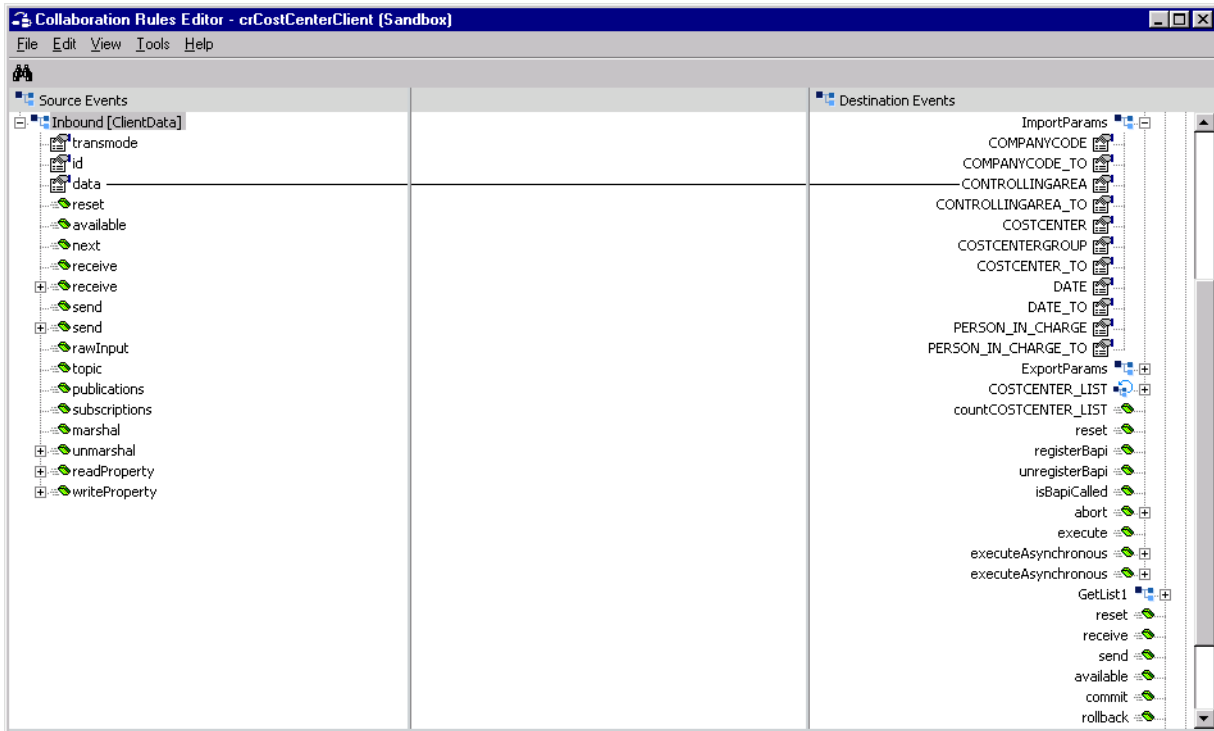 Collaboration Rules Editor - crCostCenterClient (Sandbox)
File Edit View Tools Help
Source Events
Inbound [ClientData]
transmode
id
data
reset
available
next
receive
receive
send
send
rawInput
topic
publications
subscriptions
marshal
unmarshal
readProperty
writeProperty
Destination Events
ImportParams
COMPANYCODE
COMPANYCODE_TO
CONTROLLINGAREA
CONTROLLINGAREA_TO
COSTCENTER
COSTCENTERGROUP
COSTCENTER_TO
DATE
DATE_TO
PERSON_IN_CHARGE
PERSON_IN_CHARGE_TO
ExportParams
COSTCENTER_LIST
countCOSTCENTER_LIST
reset
registerBapi
unregisterBapi
isBapiCalled
abort
execute
executeAsynchronous
executeAsynchronous
GetList1
reset
receive
send
available
commit
rollback